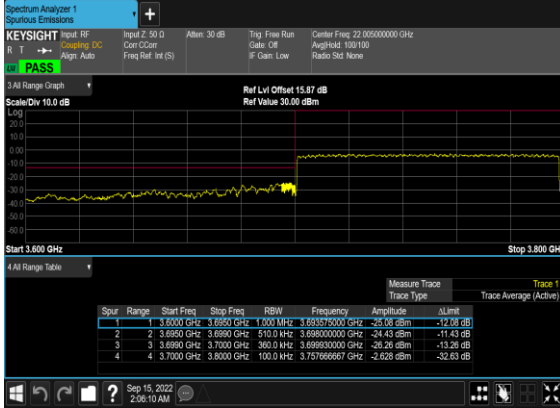 Spectrum Analyzer 1
Spurious Emissions
+
KEYSIGHT Input: RF Input Z: 50 Ω Atten: 30 dB Trig: Free Run Center Freq: 22.005000000 GHz
R T Coupling: DC Corr CCorr Gate: Off Avg|Hold: 100/100
Align: Auto Freq Ref: Int (S) IF Gain: Low Radio Std: None
PASS
3 All Range Graph
Ref Lvl Offset 15.87 dB
Scale/Div 10.0 dB Ref Value 30.00 dBm
Log
20.0
10.0
0.00
-10.0
-20.0
-30.0
-40.0
-50.0
-60.0
Start 3.600 GHz Stop 3.800 GH
4 All Range Table
Measure Trace Trace 1
Trace Type Trace Average (Active)
Spur Range Start Freq Stop Freq RBW Frequency Amplitude ΔLimit
1 1 3.6000 GHz 3.6950 GHz 1.000 MHz 3.693575000 GHz -25.08 dBm -12.08 dB
2 2 3.6950 GHz 3.6990 GHz 510.0 kHz 3.698000000 GHz -24.43 dBm -11.43 dB
3 3 3.6990 GHz 3.7000 GHz 360.0 kHz 3.699930000 GHz -26.26 dBm -13.26 dB
4 4 3.7000 GHz 3.8000 GHz 100.0 kHz 3.757666667 GHz -2.628 dBm -32.63 dB
? Sep 15, 2022
2:06:10 AM